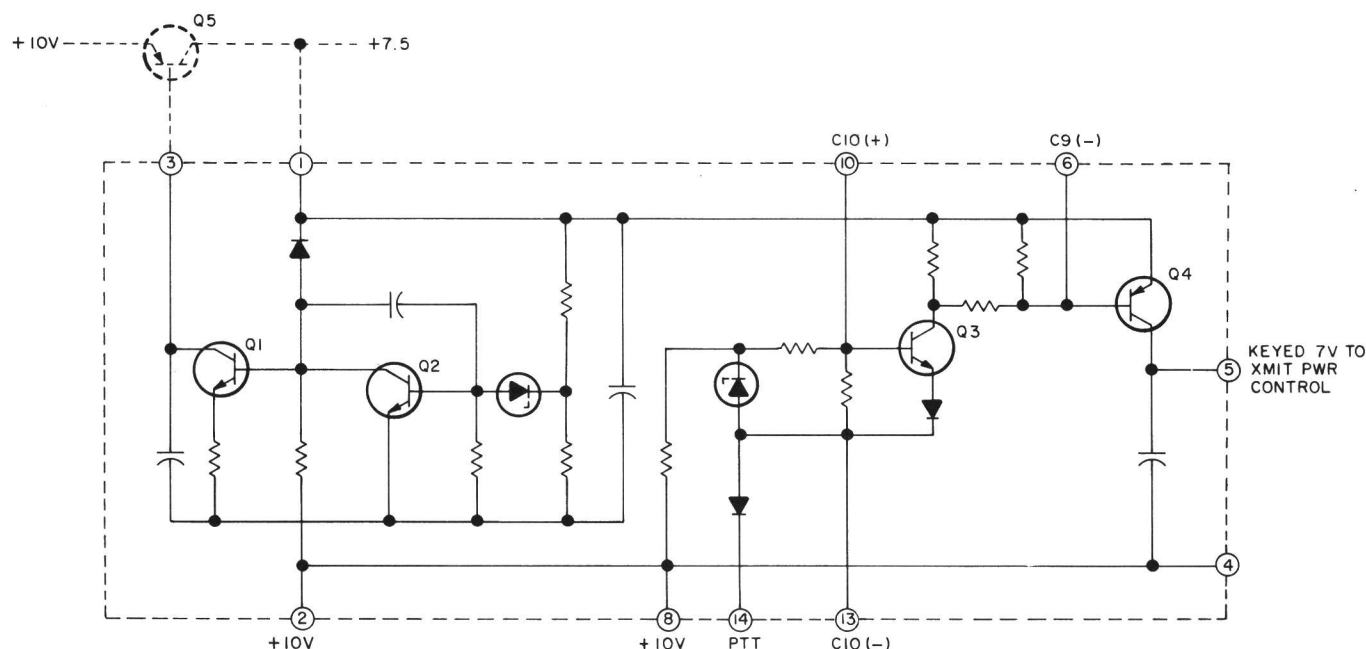 Q5
+10V
+7.5
C10 (+)
C9 (-)
3
1
10
6
Q4
Q1
Q2
Q3
5
KEYED 7V TO
XMIT PWR
CONTROL
4
2
8
14
13
+10V
+10V
PTT
C10 (-)